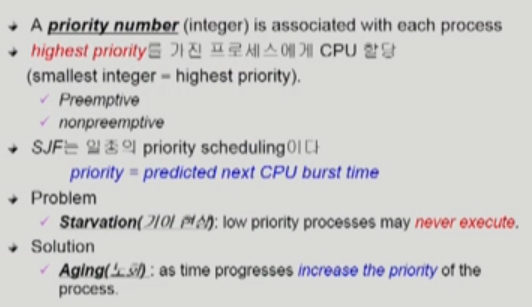 A priority number (integer) is associated with each process
highest priority를 가진 프로세스에게 CPU 할당
(smallest integer = highest priority).
✓ Preemptive
✓ nonpreemptive
SJF는 일종의 priority scheduling이다
priority = predicted next CPU burst time
Problem
✓ Starvation(기아 현상): low priority processes may never execute.
Solution
✓ Aging(노화) : as time progresses increase the priority of the
process.